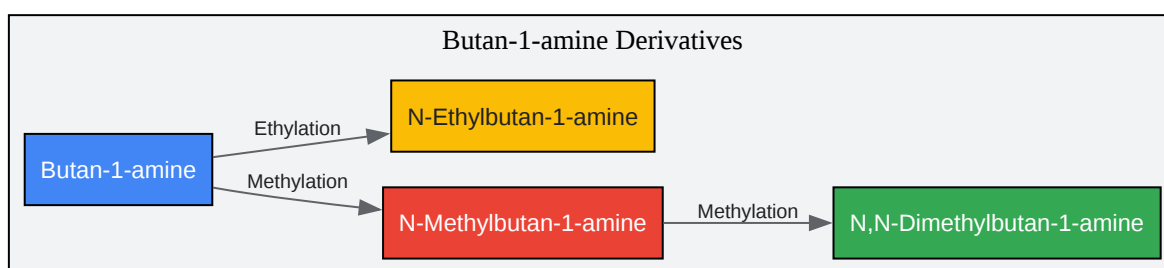 Butan-1-amine Derivatives
N-Ethylbutan-1-amine
Ethylation
Butan-1-amine
Methylation
N-Methylbutan-1-amine
Methylation
N,N-Dimethylbutan-1-amine